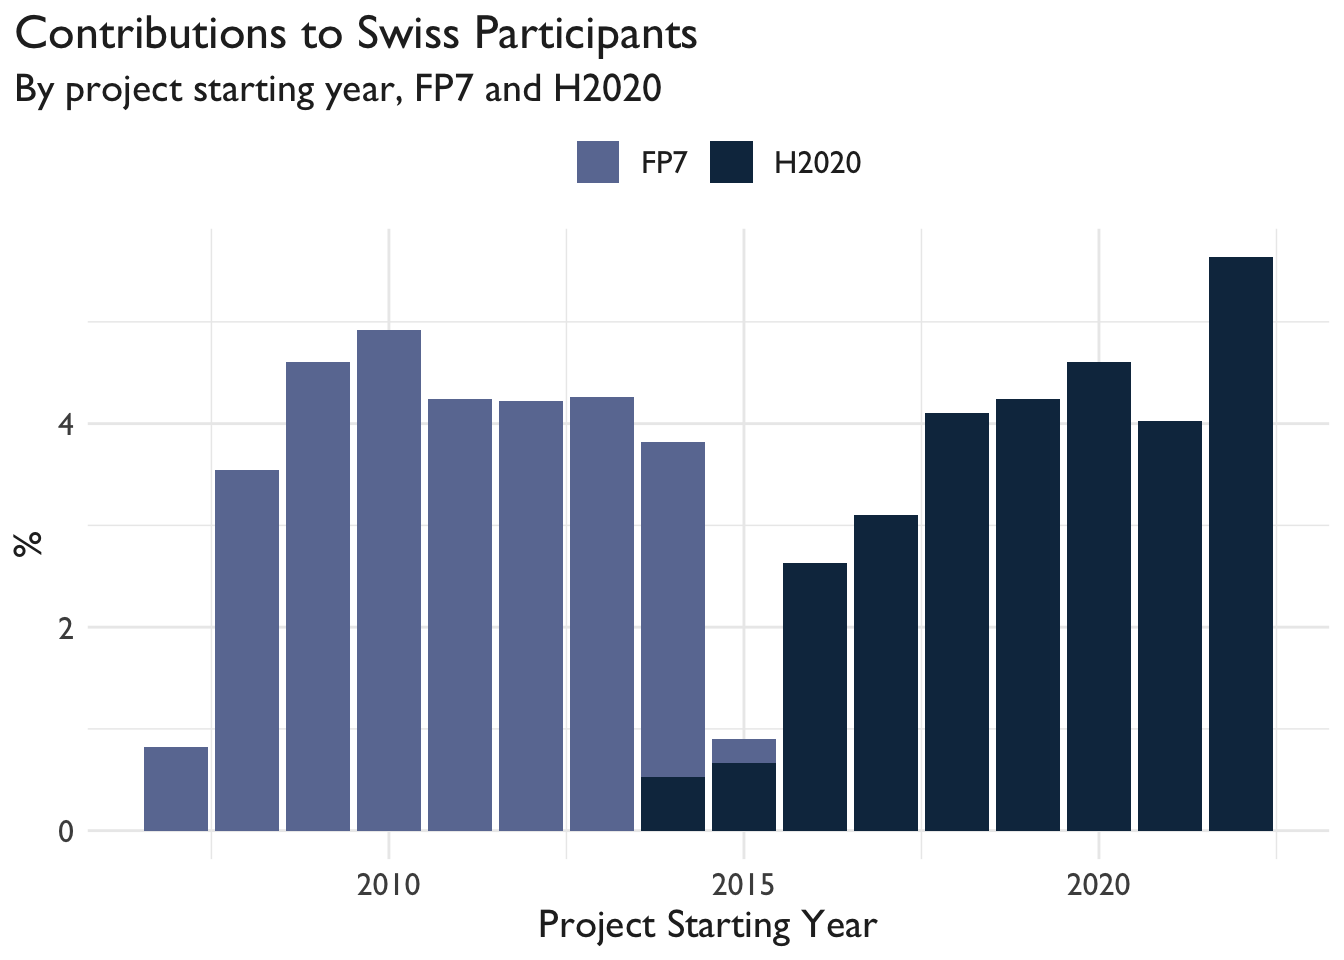 Contributions to Swiss Participants
By project starting year, FP7 and H2020
FP7 H2020
4
2
0
%
2010 2015 2020
Project Starting Year